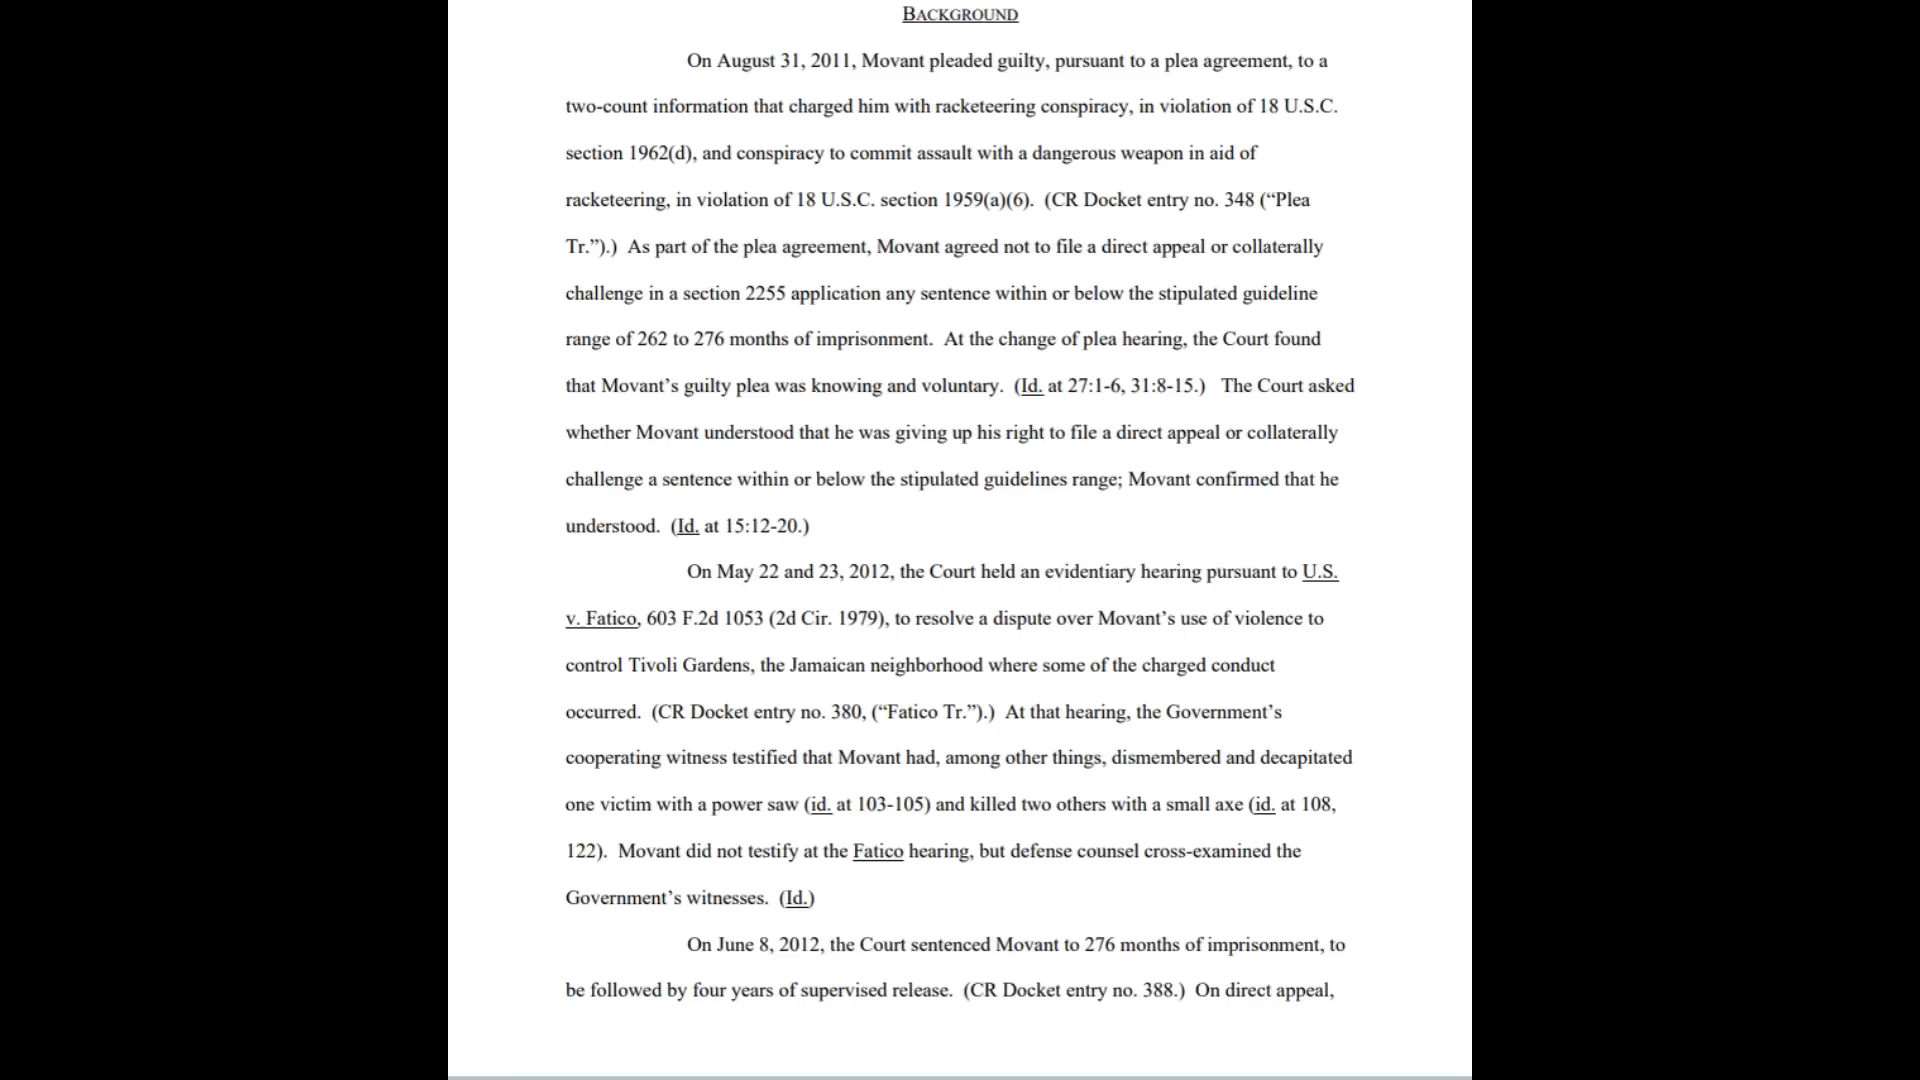 BACKGROUND
On August 31, 2011, Movant pleaded guilty, pursuant to a plea agreement, to a
two-count information that charged him with racketeering conspiracy, in violation of 18 U.S.C.
section 1962(d), and conspiracy to commit assault with a dangerous weapon in aid of
racketeering, in violation of 18 U.S.C. section 1959(a)(6). (CR Docket entry no. 348 (“Plea
Tr.”).) As part of the plea agreement, Movant agreed not to file a direct appeal or collaterally
challenge in a section 2255 application any sentence within or below the stipulated guideline
range of 262 to 276 months of imprisonment. At the change of plea hearing, the Court found
that Movant’s guilty plea was knowing and voluntary. (Id. at 27:1-6, 31:8-15.) The Court asked
whether Movant understood that he was giving up his right to file a direct appeal or collaterally
challenge a sentence within or below the stipulated guidelines range; Movant confirmed that he
understood. (Id. at 15:12-20.)
On May 22 and 23, 2012, the Court held an evidentiary hearing pursuant to U.S.
v. Fatico, 603 F.2d 1053 (2d Cir. 1979), to resolve a dispute over Movant’s use of violence to
control Tivoli Gardens, the Jamaican neighborhood where some of the charged conduct
occurred. (CR Docket entry no. 380, (“Fatico Tr.”).) At that hearing, the Government’s
cooperating witness testified that Movant had, among other things, dismembered and decapitated
one victim with a power saw (id. at 103-105) and killed two others with a small axe (id. at 108,
122). Movant did not testify at the Fatico hearing, but defense counsel cross-examined the
Government’s witnesses. (Id.)
On June 8, 2012, the Court sentenced Movant to 276 months of imprisonment, to
be followed by four years of supervised release. (CR Docket entry no. 388.) On direct appeal,